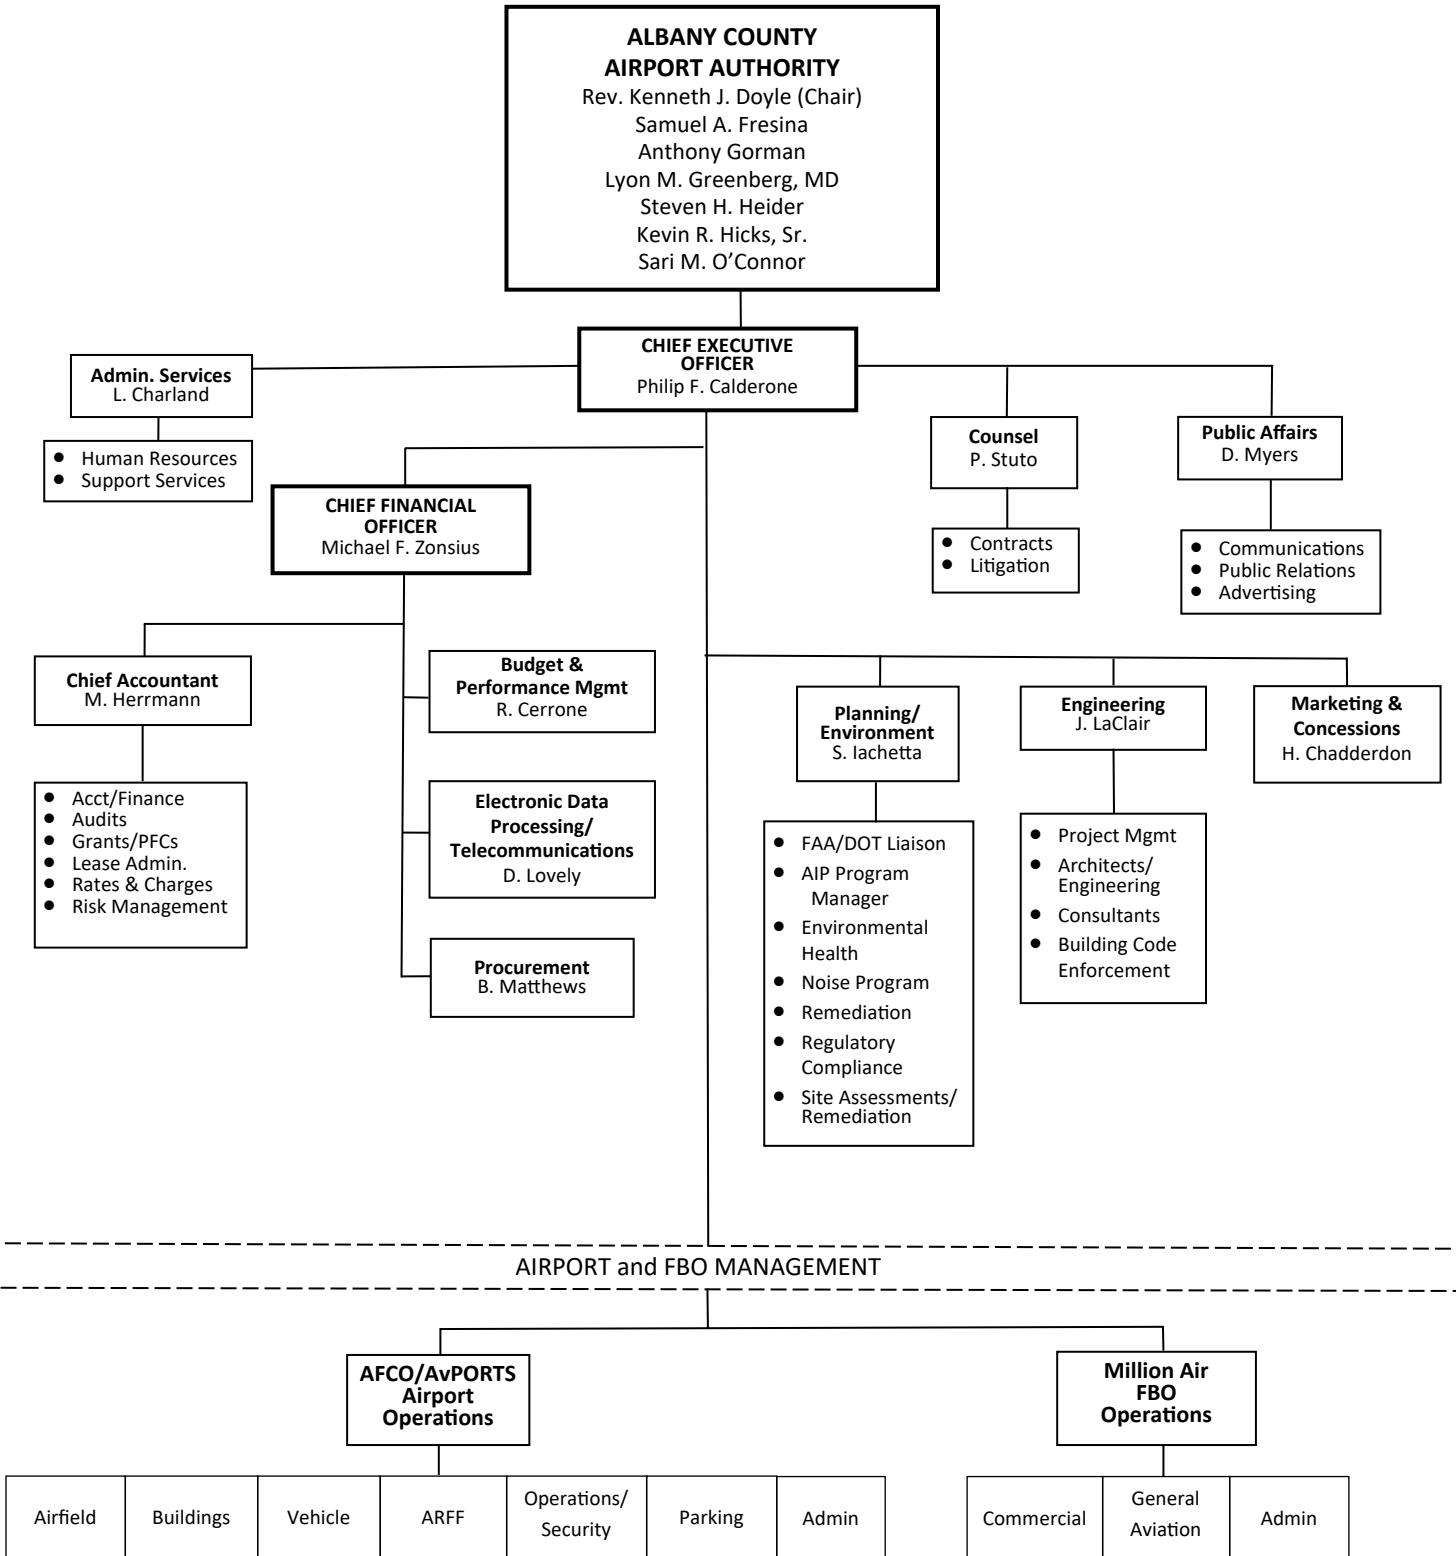 ALBANY COUNTY
AIRPORT AUTHORITY
Rev. Kenneth J. Doyle (Chair)
Samuel A. Fresina
Anthony Gorman
Lyon M. Greenberg, MD
Steven H. Heider
Kevin R. Hicks, Sr.
Sari M. O’Connor
CHIEF EXECUTIVE
OFFICER
Philip F. Calderone
Admin. Services
L. Charland
• Human Resources
• Support Services
Counsel
P. Stuto
• Contracts
• Litigation
Public Affairs
D. Myers
• Communications
• Public Relations
• Advertising
CHIEF FINANCIAL
OFFICER
Michael F. Zonsius
Chief Accountant
M. Herrmann
• Acct/Finance
• Audits
• Grants/PFCs
• Lease Admin.
• Rates & Charges
• Risk Management
Budget &
Performance Mgmt
R. Cerrone
Electronic Data
Processing/
Telecommunications
D. Lovely
Procurement
B. Matthews
Planning/
Environment
S. Iachetta
• FAA/DOT Liaison
• AIP Program
Manager
• Environmental
Health
• Noise Program
• Remediation
• Regulatory
Compliance
• Site Assessments/
Remediation
Engineering
J. LaClair
• Project Mgmt
• Architects/
Engineering
• Consultants
• Building Code
Enforcement
Marketing &
Concessions
H. Chadderdon
AIRPORT and FBO MANAGEMENT
AFCO/AvPORTS
Airport
Operations
Airfield
Buildings
Vehicle
ARFF
Operations/
Security
Parking
Admin
Million Air
FBO
Operations
Commercial
General
Aviation
Admin